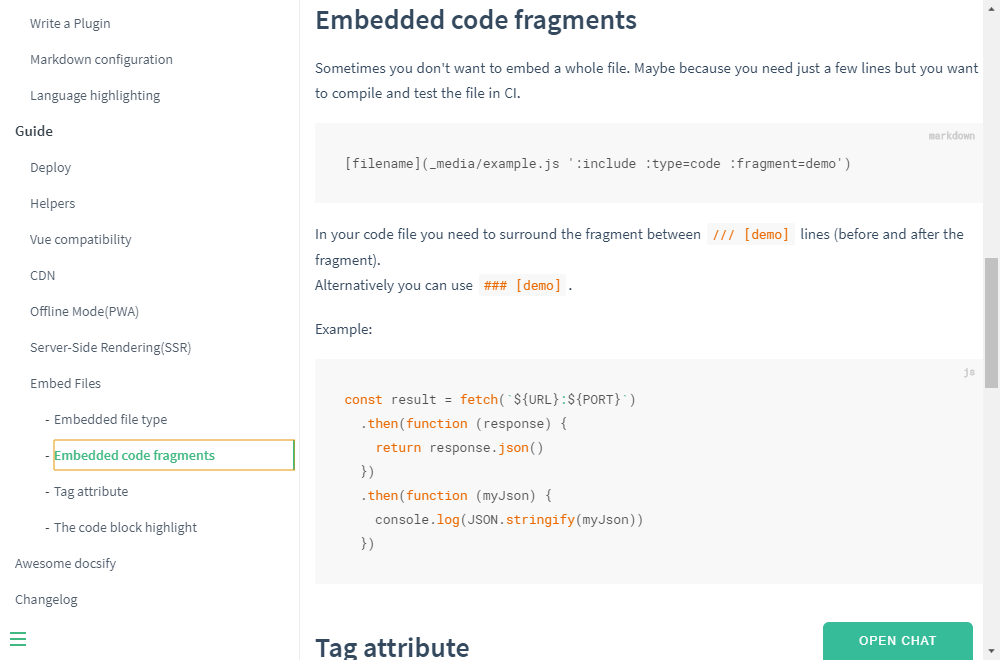 Write a Plugin
Markdown configuration
Language highlighting
Guide
Deploy
Helpers
Vue compatibility
CDN
Offline Mode(PWA)
Server-Side Rendering(SSR)
Embed Files
- Embedded file type
- Embedded code fragments
- Tag attribute
- The code block highlight
Awesome docsify
Changelog
Embedded code fragments
Sometimes you don't want to embed a whole file. Maybe because you need just a few lines but you want
to compile and test the file in CI.
markdown
[filename](_media/example.js ':include :type=code :fragment=demo')
In your code file you need to surround the fragment between /// [demo] lines (before and after the
fragment).
Alternatively you can use ### [demo] .
Example:
js
const result = fetch(`${URL}:${PORT}`)
  .then(function (response) {
    return response.json()
  })
  .then(function (myJson) {
    console.log(JSON.stringify(myJson))
  })
Tag attribute
OPEN CHAT